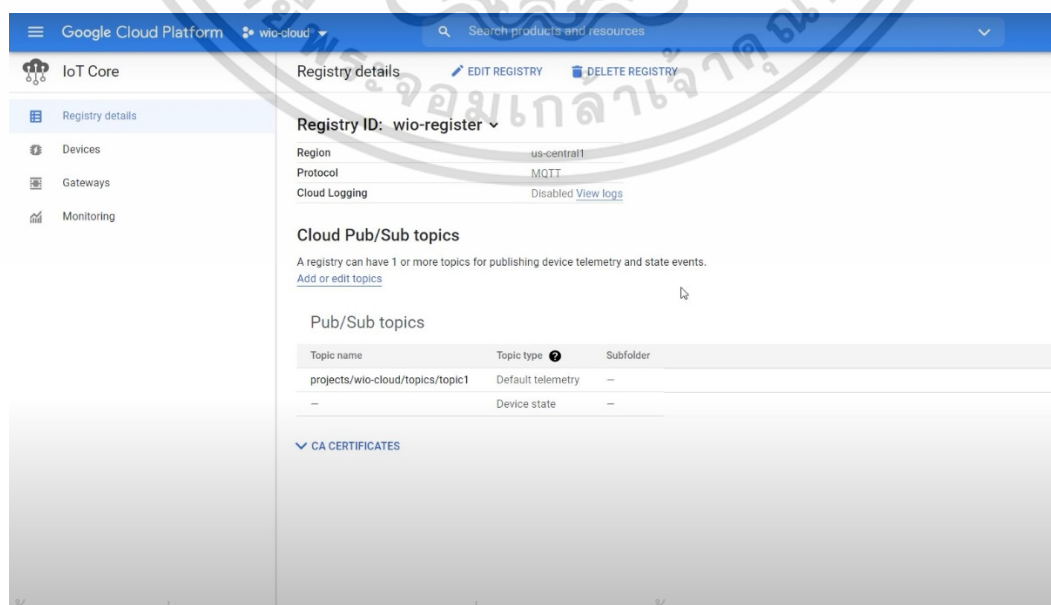 Google Cloud Platform wio-cloud Search products and resources
IoT Core
Registry details EDIT REGISTRY DELETE REGISTRY
Registry details
Devices
Gateways
Monitoring
Registry ID: wio-register
Region us-central1
Protocol MQTT
Cloud Logging Disabled View logs
Cloud Pub/Sub topics
A registry can have 1 or more topics for publishing device telemetry and state events.
Add or edit topics
Pub/Sub topics
Topic name Topic type ? Subfolder
projects/wio-cloud/topics/topic1 Default telemetry —
— Device state —
CA CERTIFICATES